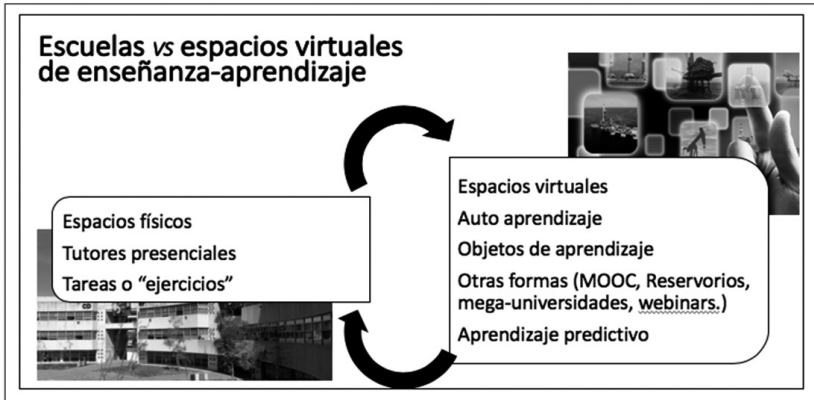 Escuelas vs espacios virtuales
de enseñanza-aprendizaje
Espacios físicos
Tutores presenciales
Tareas o “ejercicios”
Espacios virtuales
Auto aprendizaje
Objetos de aprendizaje
Otras formas (MOOC, Reservorios,
mega-universidades, webinars.)
Aprendizaje predictivo